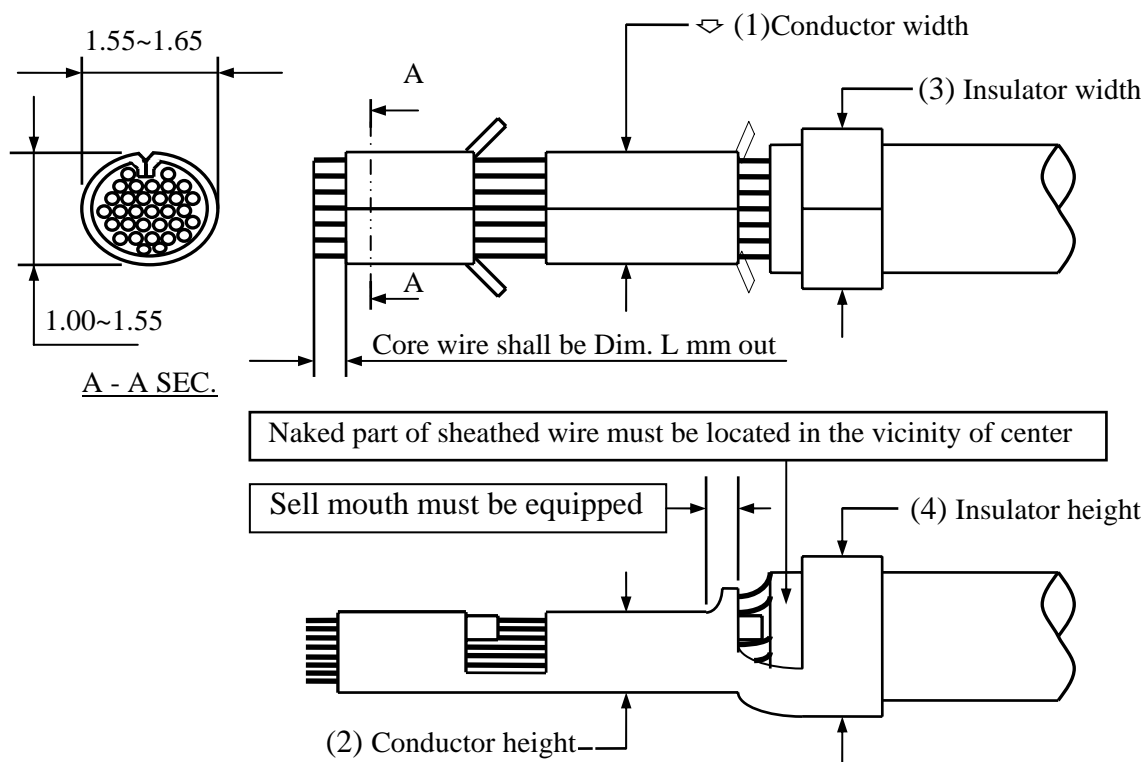 1.55~1.65
A
(1)Conductor width
(3) Insulator width
A
1.00~1.55
A - A SEC.
Core wire shall be Dim. L mm out
Naked part of sheathed wire must be located in the vicinity of center
Sell mouth must be equipped
(4) Insulator height
(2) Conductor height